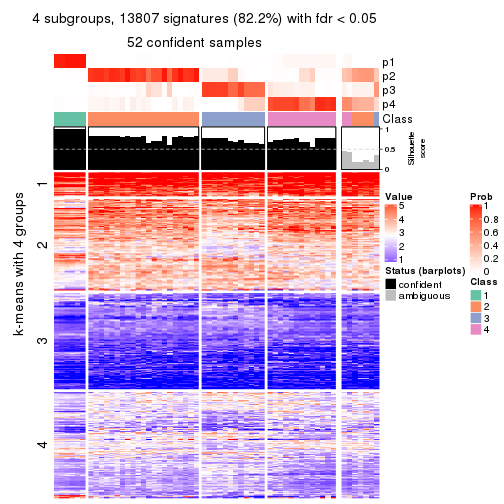 4 subgroups, 13807 signatures (82.2%) with fdr < 0.05
52 confident samples
p1
p2
p3
p4
Class
1
0.5
0
Silhouette
score
k-means with 4 groups
1
2
3
4
Value
5
4
3
2
1
Status (barplots)
confident
ambiguous
Prob
1
0.8
0.6
0.4
0.2
0
Class
1
2
3
4